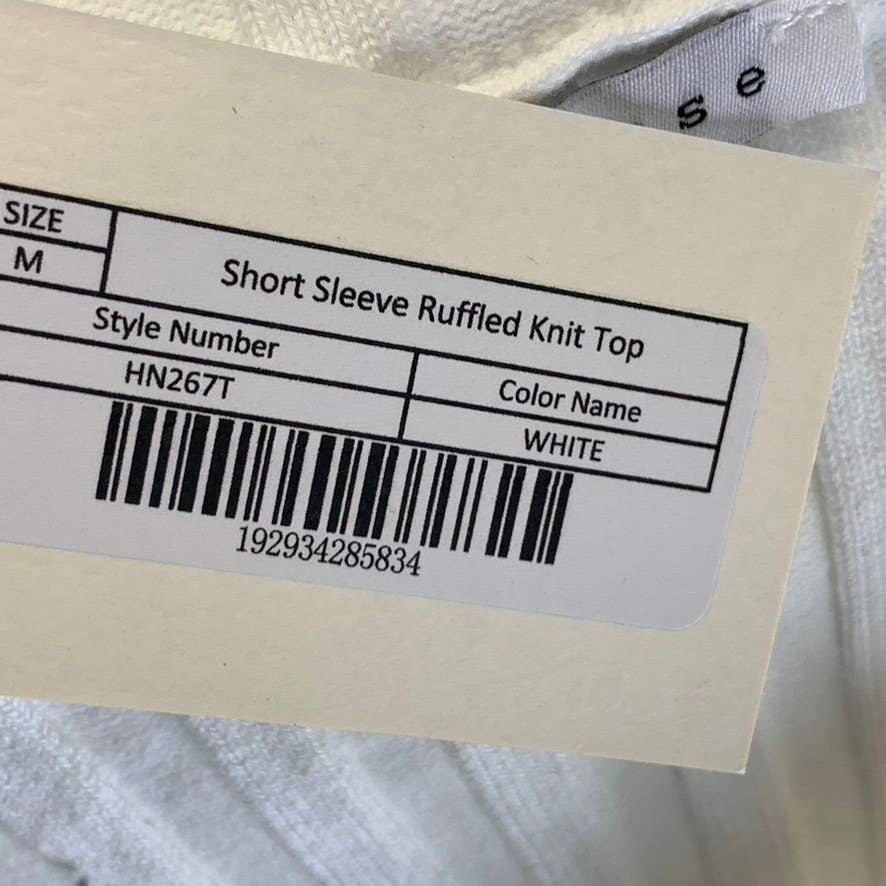 se
SIZE
M
Short Sleeve Ruffled Knit Top
Style Number
HN267T
Color Name
WHITE
192934285834